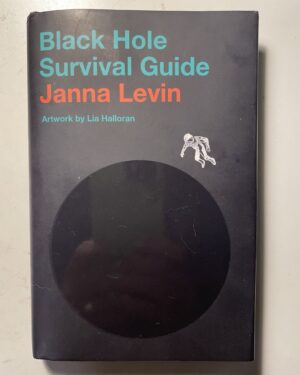 Black Hole
Survival Guide
Janna Levin
Artwork by Lia Halloran